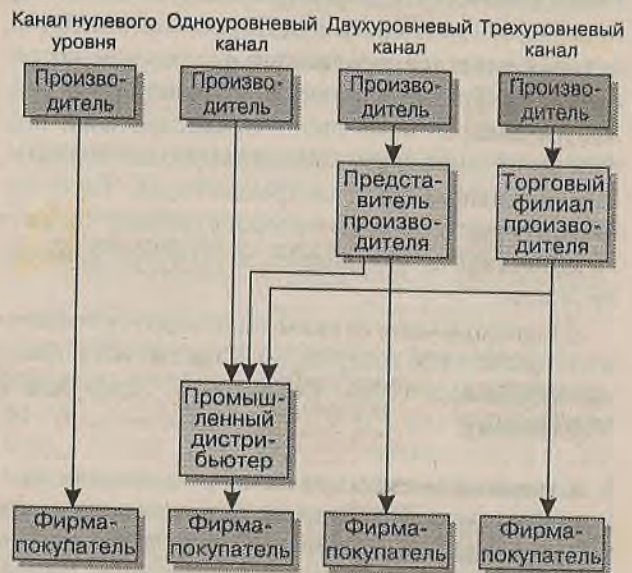 Канал нулевого
уровня
Одноуровневый
канал
Двухуровневый
канал
Трехуровневый
канал
Произво-
дитель
Произво-
дитель
Произво-
дитель
Произво-
дитель
Предста-
витель
произво-
дителя
Торговый
филиал
произво-
дителя
Промыш-
ленный
дистри-
бьютер
Фирма-
покупатель
Фирма-
покупатель
Фирма-
покупатель
Фирма-
покупатель